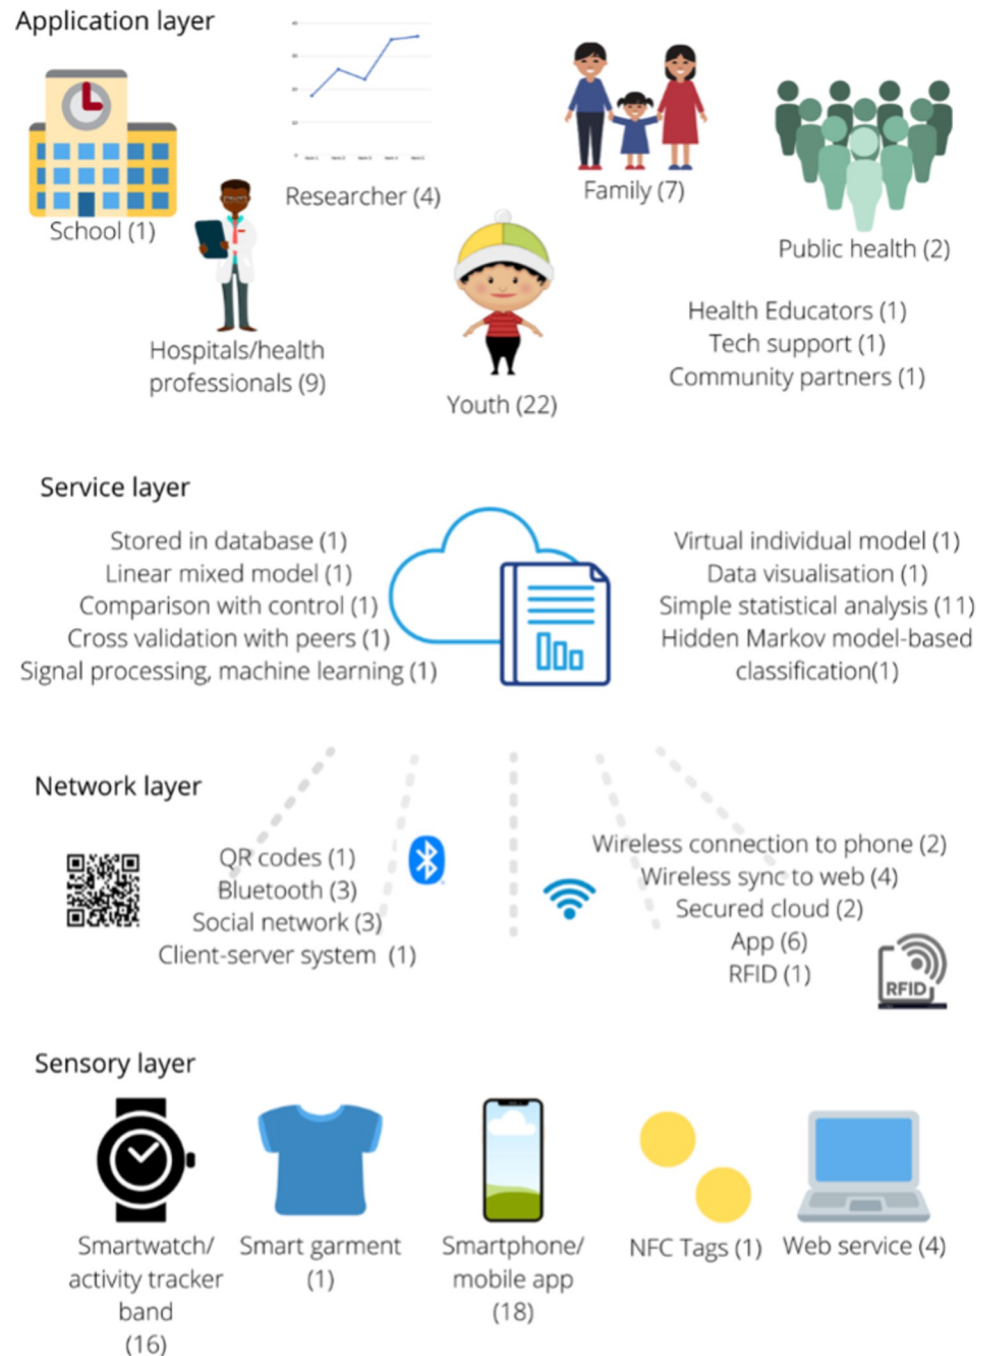 Application layer
School (1)
Researcher (4)
Family (7)
Public health (2)
Hospitals/health
professionals (9)
Youth (22)
Health Educators (1)
Tech support (1)
Community partners (1)
Service layer
Stored in database (1)
Linear mixed model (1)
Comparison with control (1)
Cross validation with peers (1)
Signal processing, machine learning (1)
Virtual individual model (1)
Data visualisation (1)
Simple statistical analysis (11)
Hidden Markov model-based
classification(1)
Network layer
QR codes (1)
Bluetooth (3)
Social network (3)
Client-server system (1)
Wireless connection to phone (2)
Wireless sync to web (4)
Secured cloud (2)
App (6)
RFID (1)
RFID
Sensory layer
Smartwatch/
activity tracker
band
(16)
Smart garment
(1)
Smartphone/
mobile app
(18)
NFC Tags (1)
Web service (4)